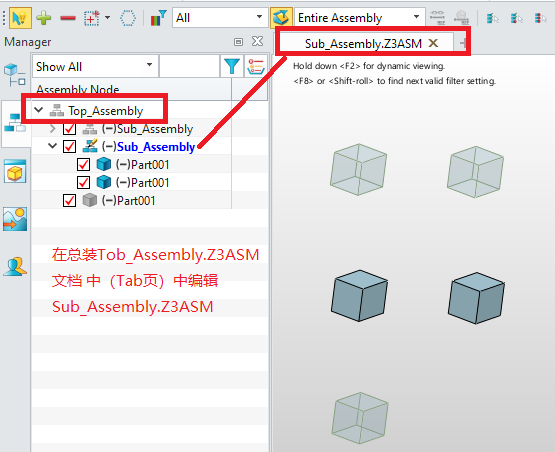 All
Entire Assembly
Manager
Sub_Assembly.Z3ASM
Show All
Hold down <F2> for dynamic viewing.
<F8> or <Shift-roll> to find next valid filter setting.
Assembly Node
Top_Assembly
(−)Sub_Assembly
(−)Sub_Assembly
(−)Part001
(−)Part001
(−)Part001
在总装Tob_Assembly.Z3ASM
文档 中（Tab页）中编辑
Sub_Assembly.Z3ASM